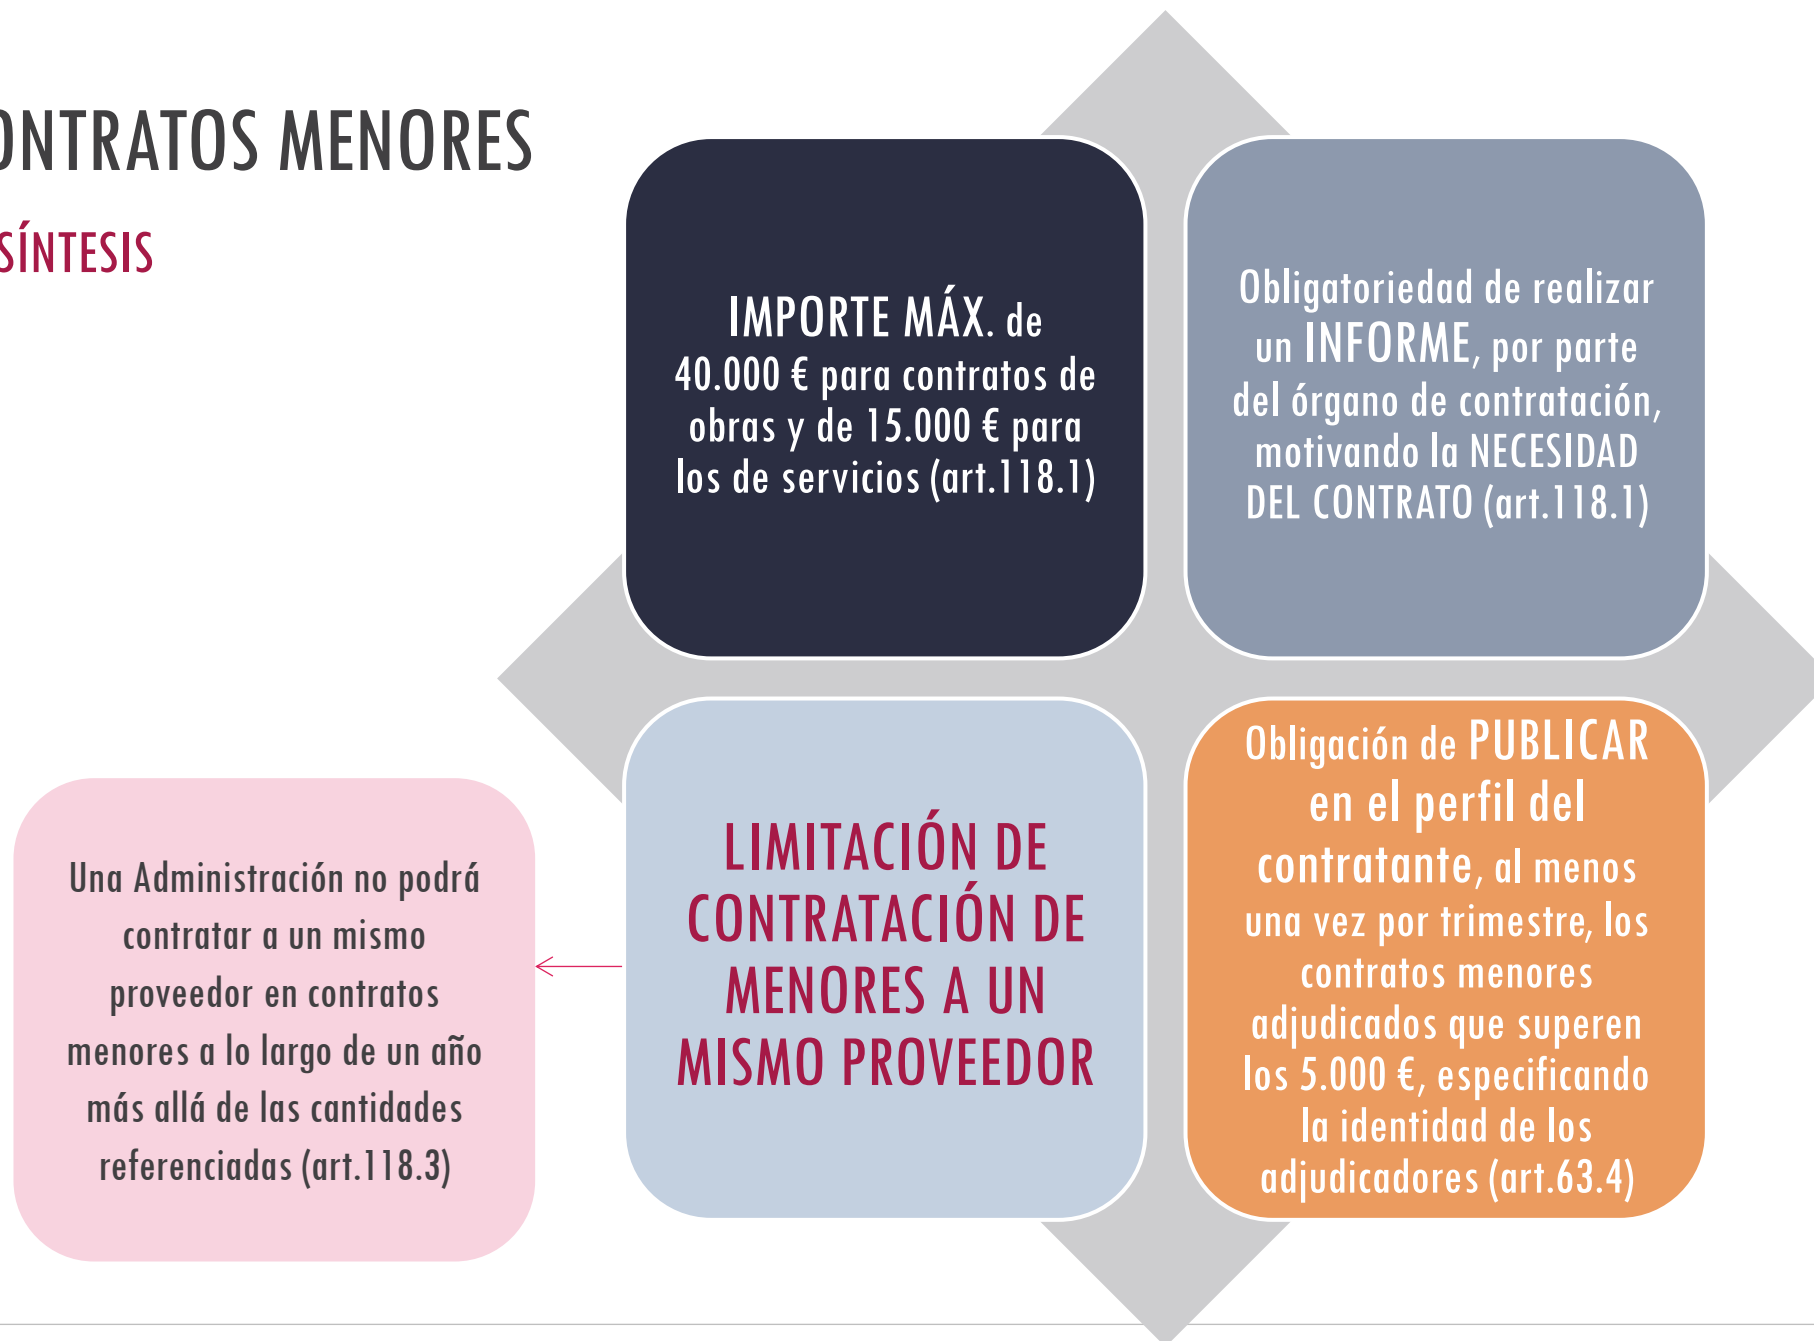 ONTRATOS MENORES
SÍNTESIS
IMPORTE MÁX. de
40.000 € para contratos de
obras y de 15.000 € para
los de servicios (art.118.1)
Obligatoriedad de realizar
un INFORME, por parte
del órgano de contratación,
motivando la NECESIDAD
DEL CONTRATO (art.118.1)
LIMITACIÓN DE
CONTRATACIÓN DE
MENORES A UN
MISMO PROVEEDOR
Obligación de PUBLICAR
en el perfil del
contratante, al menos
una vez por trimestre, los
contratos menores
adjudicados que superen
los 5.000 €, especificando
la identidad de los
adjudicadores (art.63.4)
Una Administración no podrá
contratar a un mismo
proveedor en contratos
menores a lo largo de un año
más allá de las cantidades
referenciadas (art.118.3)